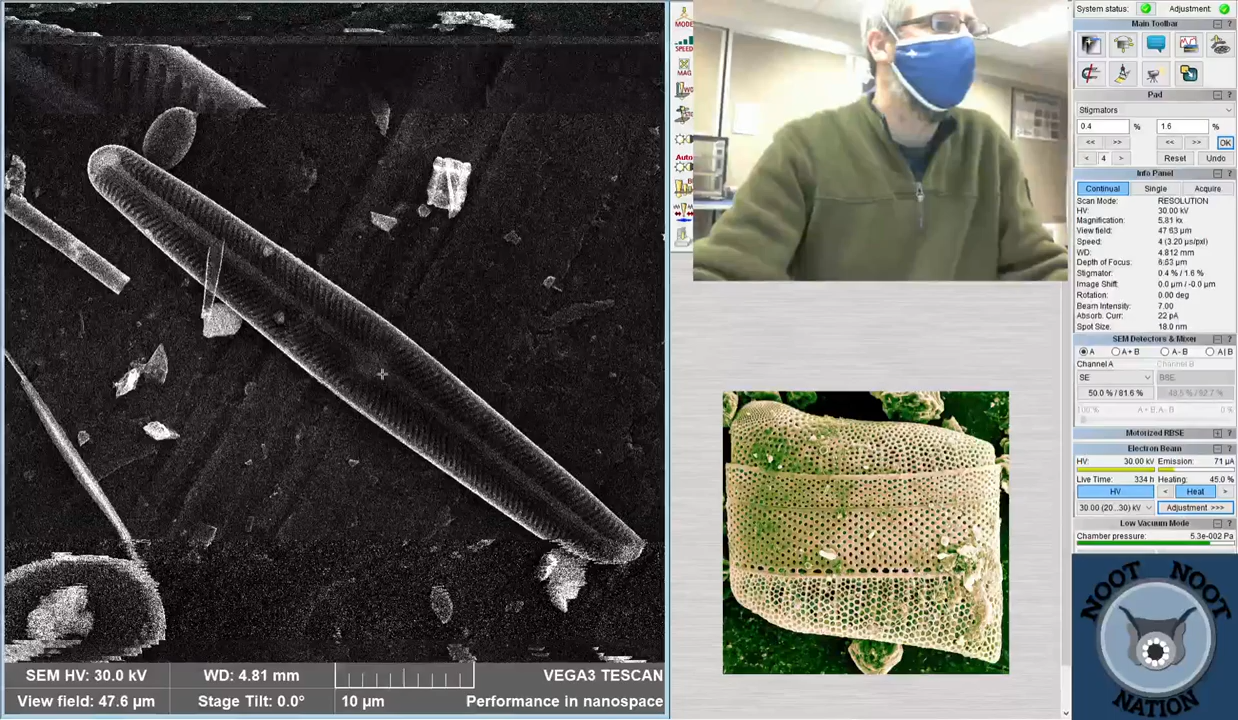 SEM HV: 30.0 kV
WD: 4.81 mm
VEGA3 TESCAN
View field: 47.6 µm
Stage Tilt: 0.0°
10 µm
Performance in nanospace
MODE
SPEED
MAG
WD
Auto
System status:
Adjustment:
Main Toolbar
Pad
Stigmators
0.4 % 1.6 %
<< >> << >> OK
< 4 > Reset Undo
Info Panel
Continual Single Acquire
Scan Mode: RESOLUTION
HV: 30.00 kV
Magnification: 5.81 kx
View field: 47.63 µm
Speed: 4 (3.20 µs/pxl)
WD: 4.812 mm
Depth of Focus: 6.53 µm
Stigmator: 0.4 % / 1.6 %
Image Shift: 0.0 µm / -0.0 µm
Rotation: 0.00 deg
Beam Intensity: 7.00
Absorb. Curr: 22 pA
Spot Size: 18.0 nm
SEM Detectors & Mixer
A A + B A - B A | B
Channel A Channel B
SE BSE
50.0 % / 81.6 %
100% A + B, A - B 0 %
Motorized RBSE
Electron Beam
HV: 30.00 kV Emission: 71 µA
Live Time: 334 h Heating: 45.0 %
HV < Heat >
30.00 (20...30) kV Adjustment >>>
Low Vacuum Mode
Chamber pressure: 5.3e-002 Pa
NOOT NOOT
NATION